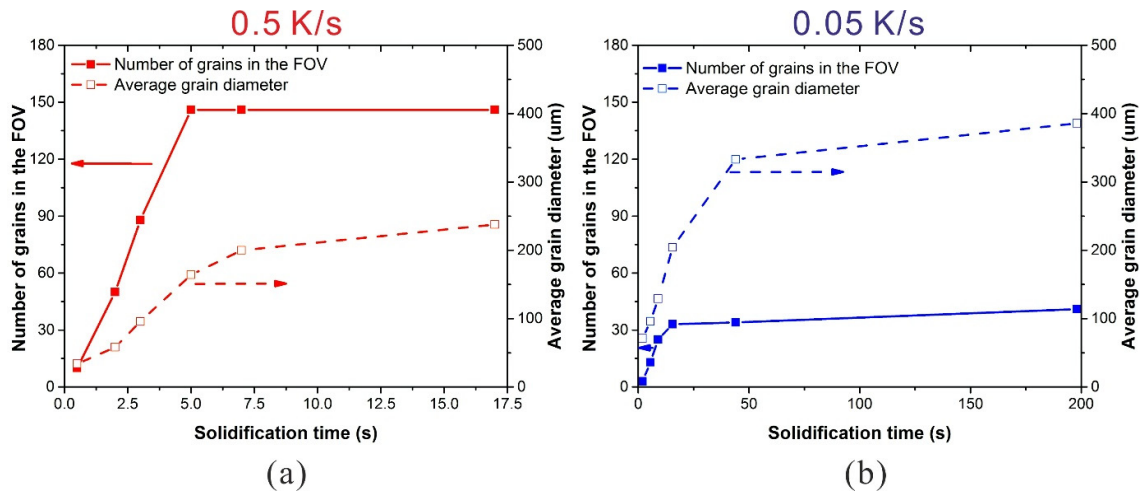 0.5 K/s
180
150
120
90
60
30
0
Number of grains in the FOV
Number of grains in the FOV
Average grain diameter
500
400
300
200
100
0
Average grain diameter (um)
0.0 2.5 5.0 7.5 10.0 12.5 15.0 17.5
Solidification time (s)
(a)
0.05 K/s
180
150
120
90
60
30
0
Number of grains in the FOV
Number of grains in the FOV
Average grain diameter
500
400
300
200
100
0
Average grain diameter (um)
0 50 100 150 200
Solidification time (s)
(b)